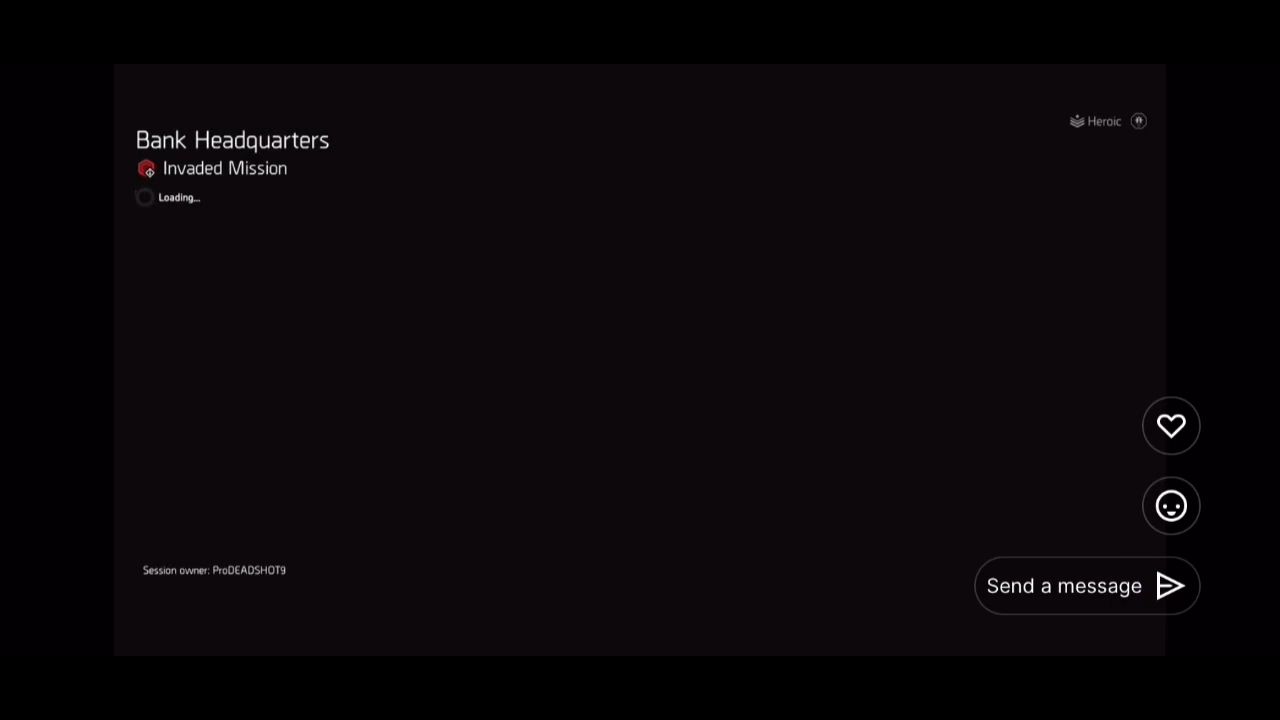 Bank Headquarters
Heroic
Invaded Mission
Loading...
Session owner: ProDEADSHOT9
Send a message